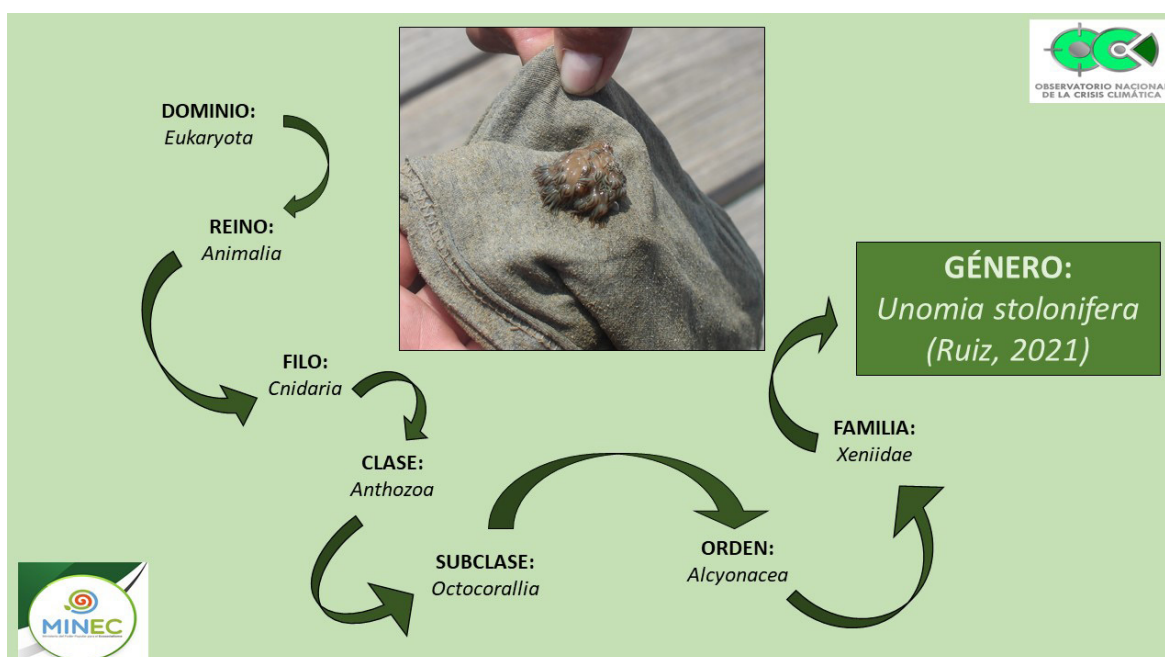 OBSERVATORIO NACIONAL
DE LA CRISIS CLIMÁTICA
DOMINIO:
Eukaryota
REINO:
Animalia
FILO:
Cnidaria
CLASE:
Anthozoa
SUBCLASE:
Octocorallia
ORDEN:
Alcyonacea
FAMILIA:
Xeniidae
GÉNERO:
Unomia stolonifera
(Ruiz, 2021)
MINEC